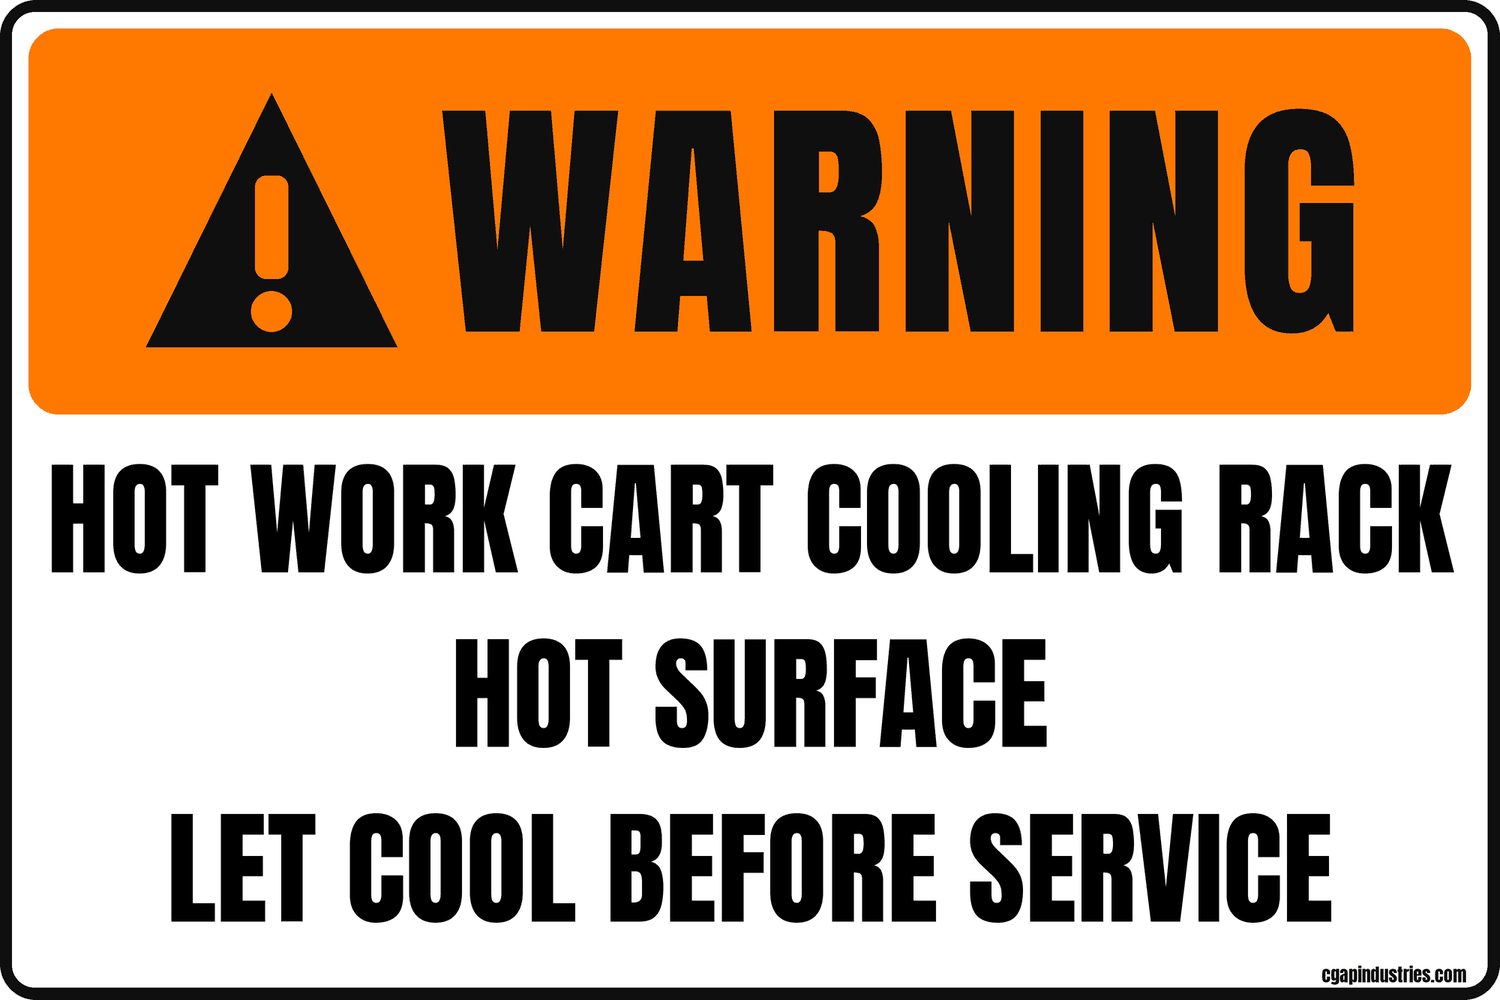 WARNING
HOT WORK CART COOLING RACK
HOT SURFACE
LET COOL BEFORE SERVICE
cgapindustries.com